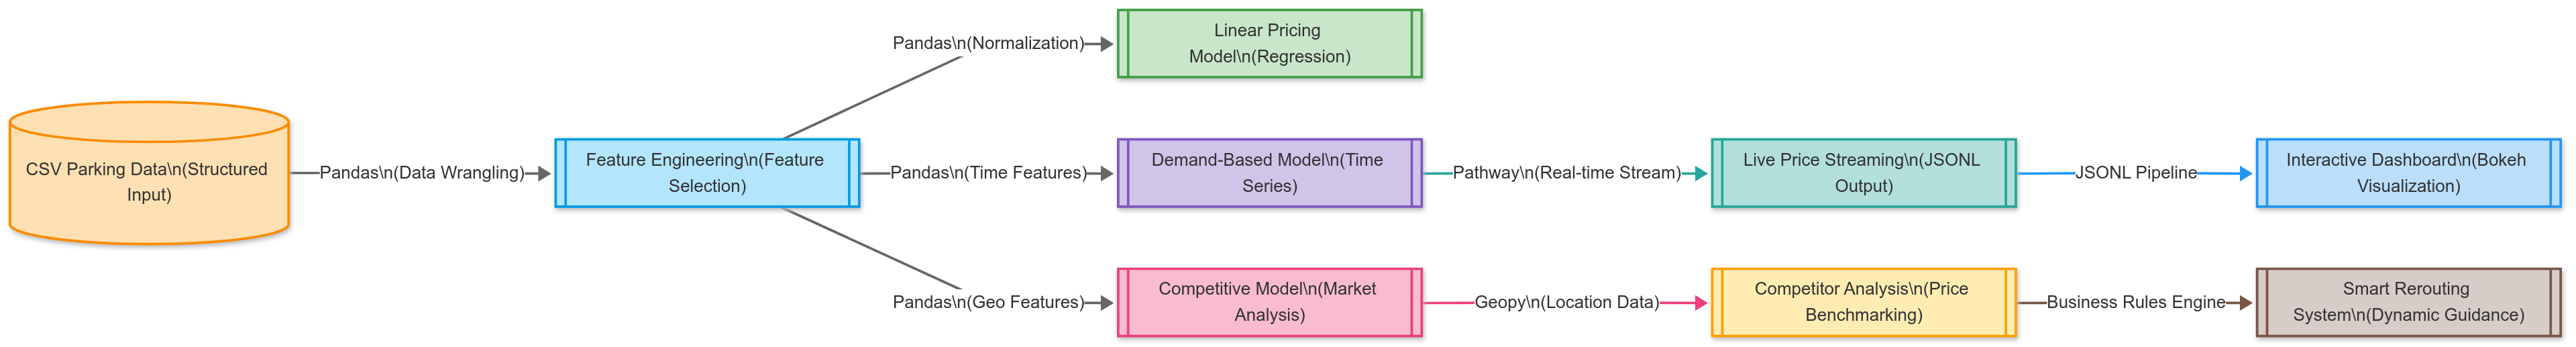 CSV Parking Data\n(Structured
Input)
Pandas\n(Data Wrangling)
Feature Engineering\n(Feature
Selection)
Pandas\n(Normalization)
Linear Pricing
Model\n(Regression)
Pandas\n(Time Features)
Demand-Based Model\n(Time
Series)
Pathway\n(Real-time Stream)
Live Price Streaming\n(JSONL
Output)
JSONL Pipeline
Interactive Dashboard\n(Bokeh
Visualization)
Pandas\n(Geo Features)
Competitive Model\n(Market
Analysis)
Geopy\n(Location Data)
Competitor Analysis\n(Price
Benchmarking)
Business Rules Engine
Smart Rerouting
System\n(Dynamic Guidance)